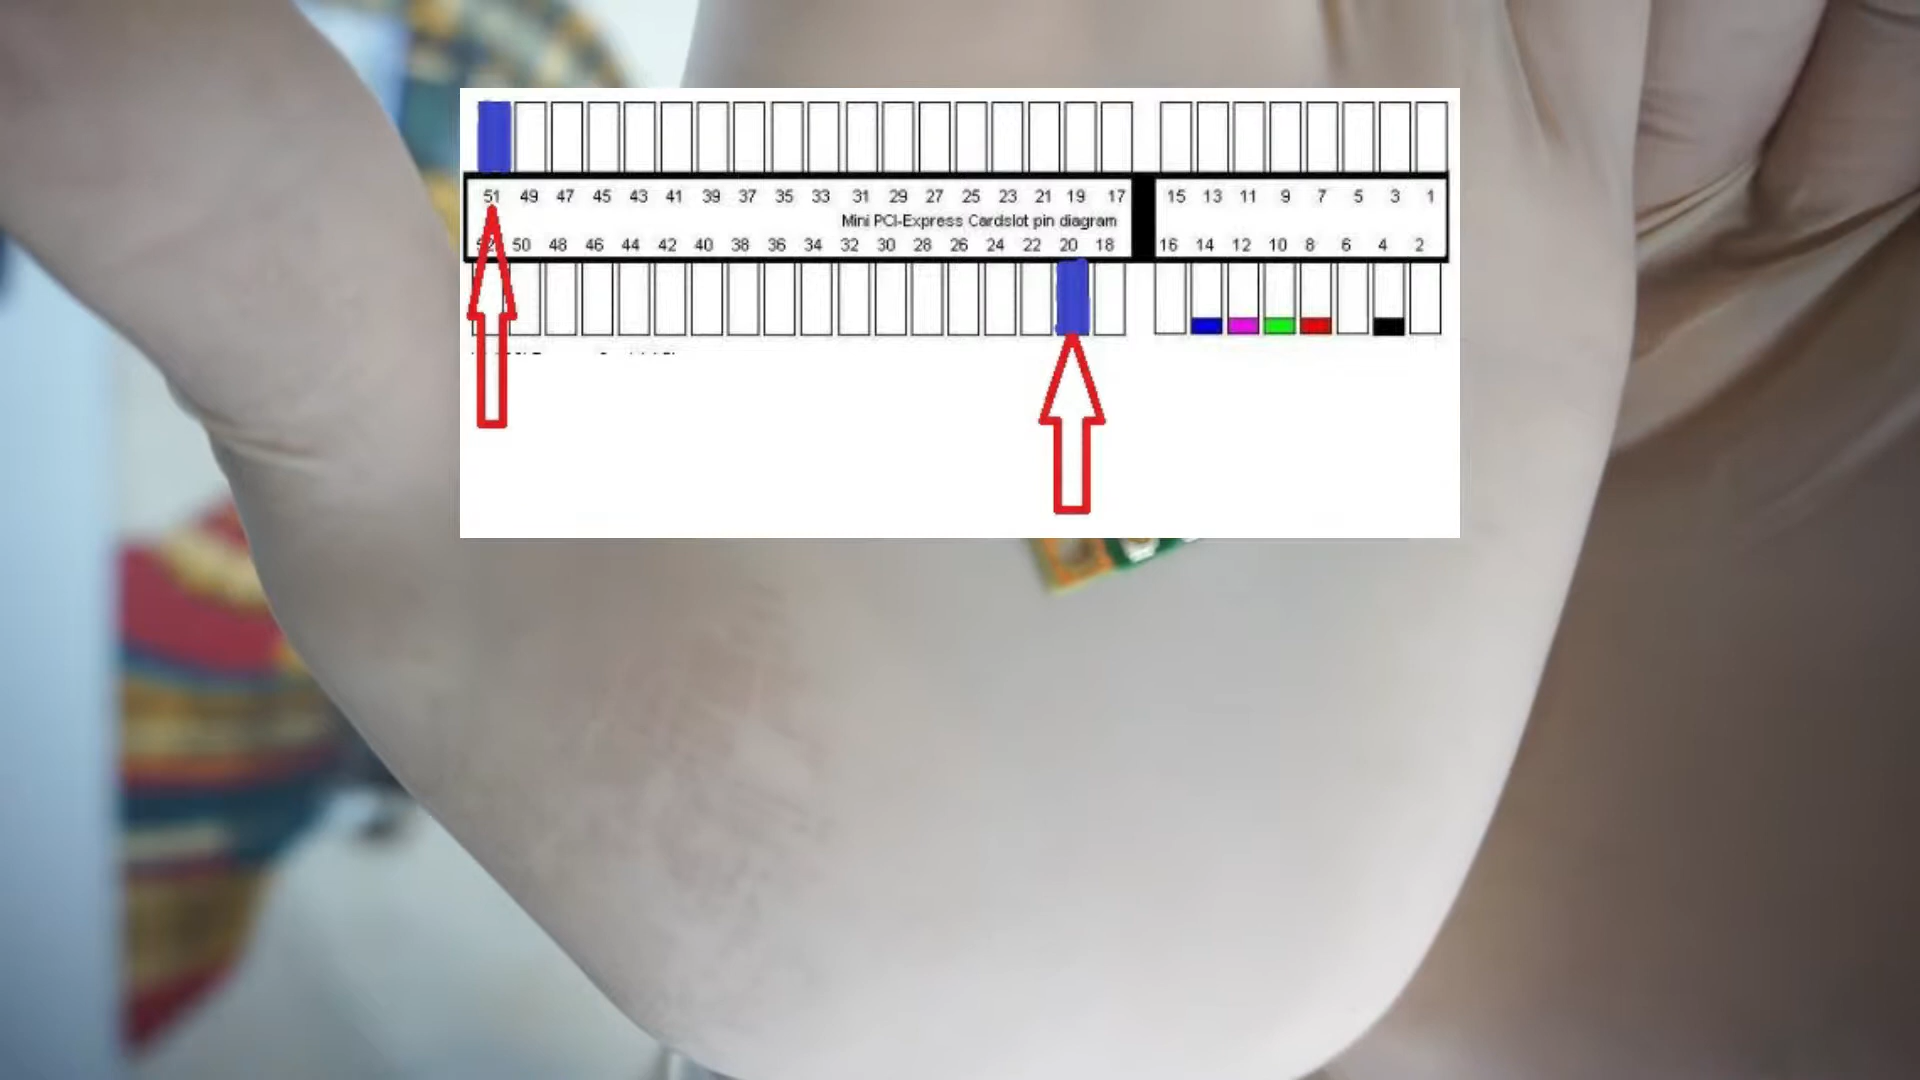 51 49 47 45 43 41 39 37 35 33 31 29 27 25 23 21 19 17 15 13 11 9 7 5 3 1
Mini PCI-Express Cardslot pin diagram
50 48 46 44 42 40 38 36 34 32 30 28 26 24 22 20 18 16 14 12 10 8 6 4 2